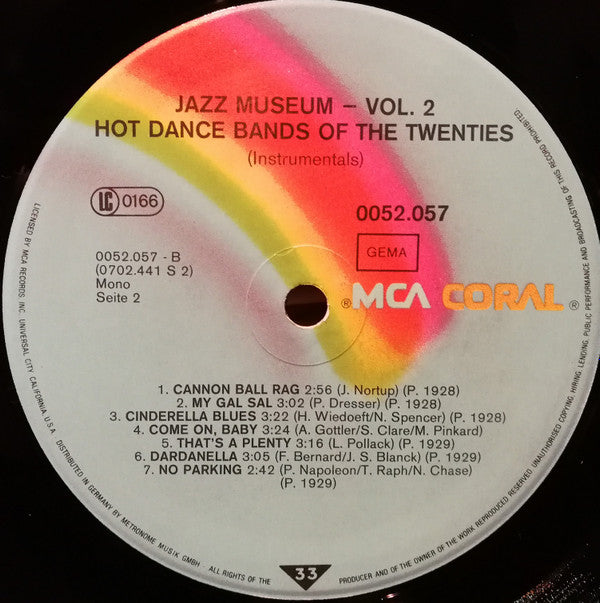 JAZZ MUSEUM – VOL. 2
HOT DANCE BANDS OF THE TWENTIES
(Instrumentals)
LC 0166
0052.057
GEMA
0052.057 - B
(0702.441 S 2)
Mono
Seite 2
® MCA CORAL ®
1. CANNON BALL RAG 2:56 (J. Nortup) (P. 1928)
2. MY GAL SAL 3:02 (P. Dresser) (P. 1928)
3. CINDERELLA BLUES 3:22 (H. Wiedoeft/N. Spencer) (P. 1928)
4. COME ON, BABY 3:24 (A. Gottler/S. Clare/M. Pinkard)
5. THAT'S A PLENTY 3:16 (L. Pollack) (P. 1929)
6. DARDANELLA 3:05 (F. Bernard/J. S. Blanck) (P. 1929)
7. NO PARKING 2:42 (P. Napoleon/T. Raph/N. Chase)
(P. 1929)
33
LICENSED BY MCA RECORDS, INC. UNIVERSAL CITY, CALIFORNIA, U.S.A. DISTRIBUTED IN GERMANY BY METRONOME MUSIK GMBH - ALL RIGHTS OF THE
PRODUCER AND OF THE OWNER OF THE WORK REPRODUCED RESERVED UNAUTHORISED COPYING, HIRING, LENDING, PUBLIC PERFORMANCE AND BROADCASTING OF THIS RECORD PROHIBITED